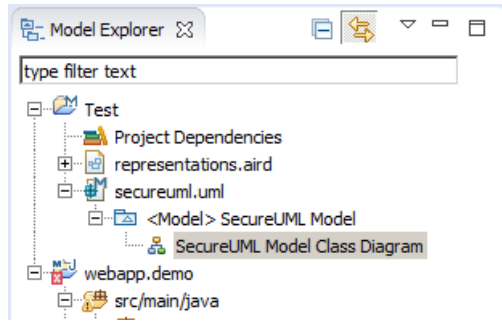 Model Explorer
type filter text
Test
Project Dependencies
representations.aird
secureuml.uml
<Model> SecureUML Model
SecureUML Model Class Diagram
webapp.demo
src/main/java